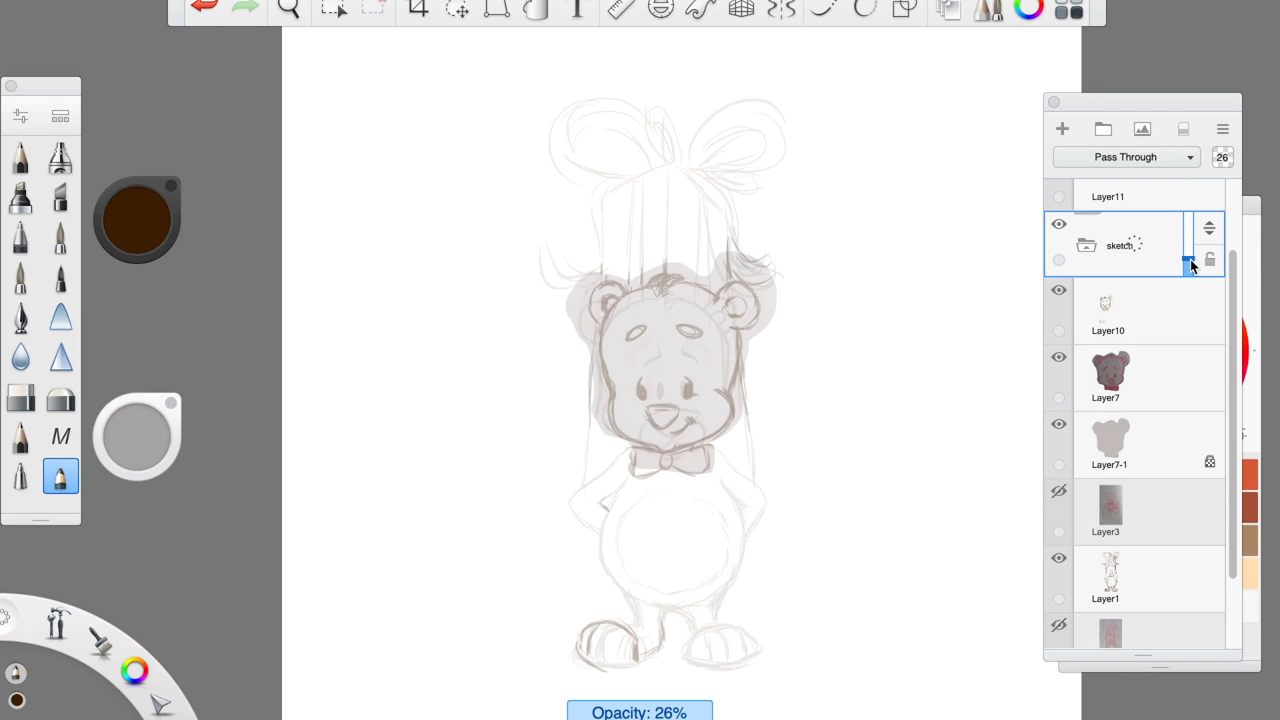 Pass Through
26
Layer11
sketch
Layer10
Layer7
Layer7-1
Layer3
Layer1
M
Opacity: 26%